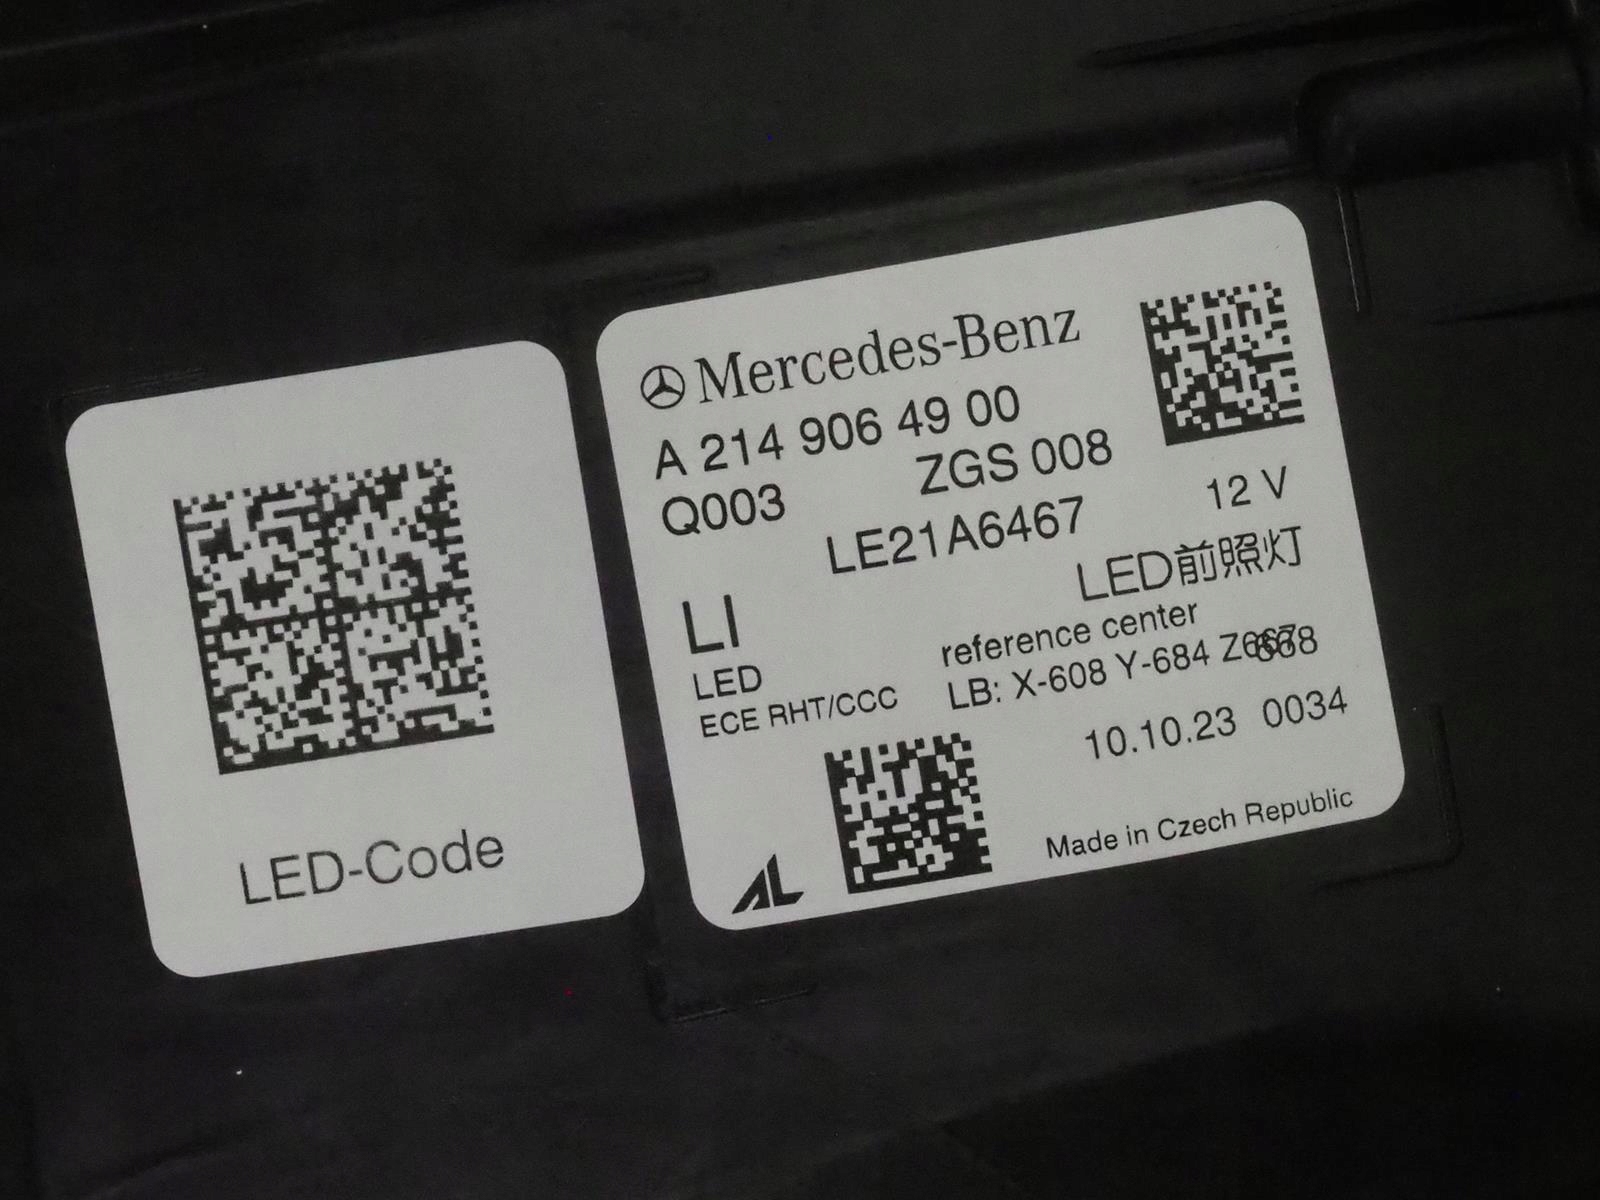 LED-Code
Mercedes-Benz
A 214 906 49 00
Q003 ZGS 008
LE21A6467 12 V
LED前照灯
LI
LED
ECE RHT/CCC
reference center
LB: X-608 Y-684
10.10.23 0034
Made in Czech Republic
AL